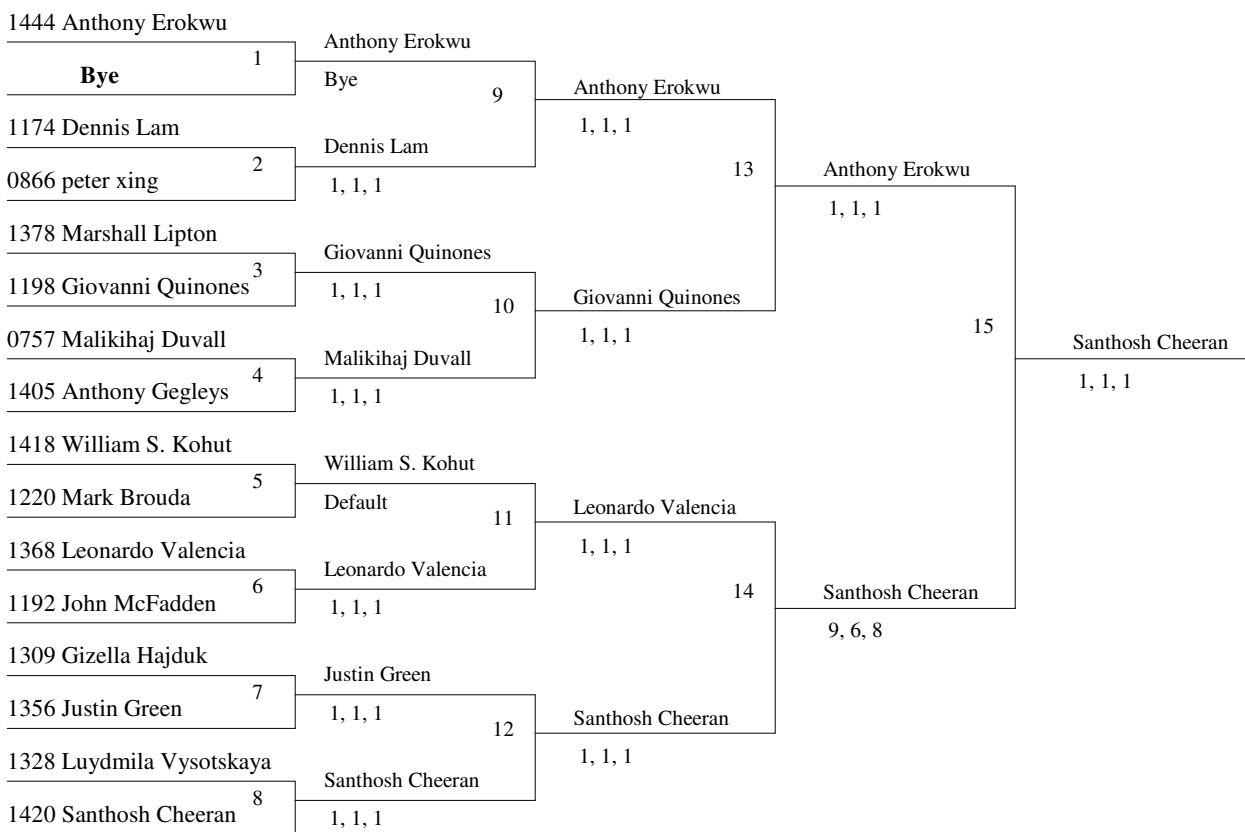 1444 Anthony Erokwu
1
Bye
1174 Dennis Lam
2
0866 peter xing
1378 Marshall Lipton
3
1198 Giovanni Quinones
0757 Malikihaj Duvall
4
1405 Anthony Gegleys
1418 William S. Kohut
5
1220 Mark Brouda
1368 Leonardo Valencia
6
1192 John McFadden
1309 Gizella Hajduk
7
1356 Justin Green
1328 Luydmila Vysotskaya
8
1420 Santhosh Cheeran
Anthony Erokwu
Bye
9
Dennis Lam
1, 1, 1
Giovanni Quinones
1, 1, 1
10
Malikihaj Duvall
1, 1, 1
William S. Kohut
Default
11
Leonardo Valencia
1, 1, 1
Justin Green
1, 1, 1
12
Santhosh Cheeran
1, 1, 1
Anthony Erokwu
1, 1, 1
13
Giovanni Quinones
1, 1, 1
Leonardo Valencia
1, 1, 1
14
Santhosh Cheeran
1, 1, 1
Anthony Erokwu
1, 1, 1
15
Santhosh Cheeran
9, 6, 8
Santhosh Cheeran
1, 1, 1